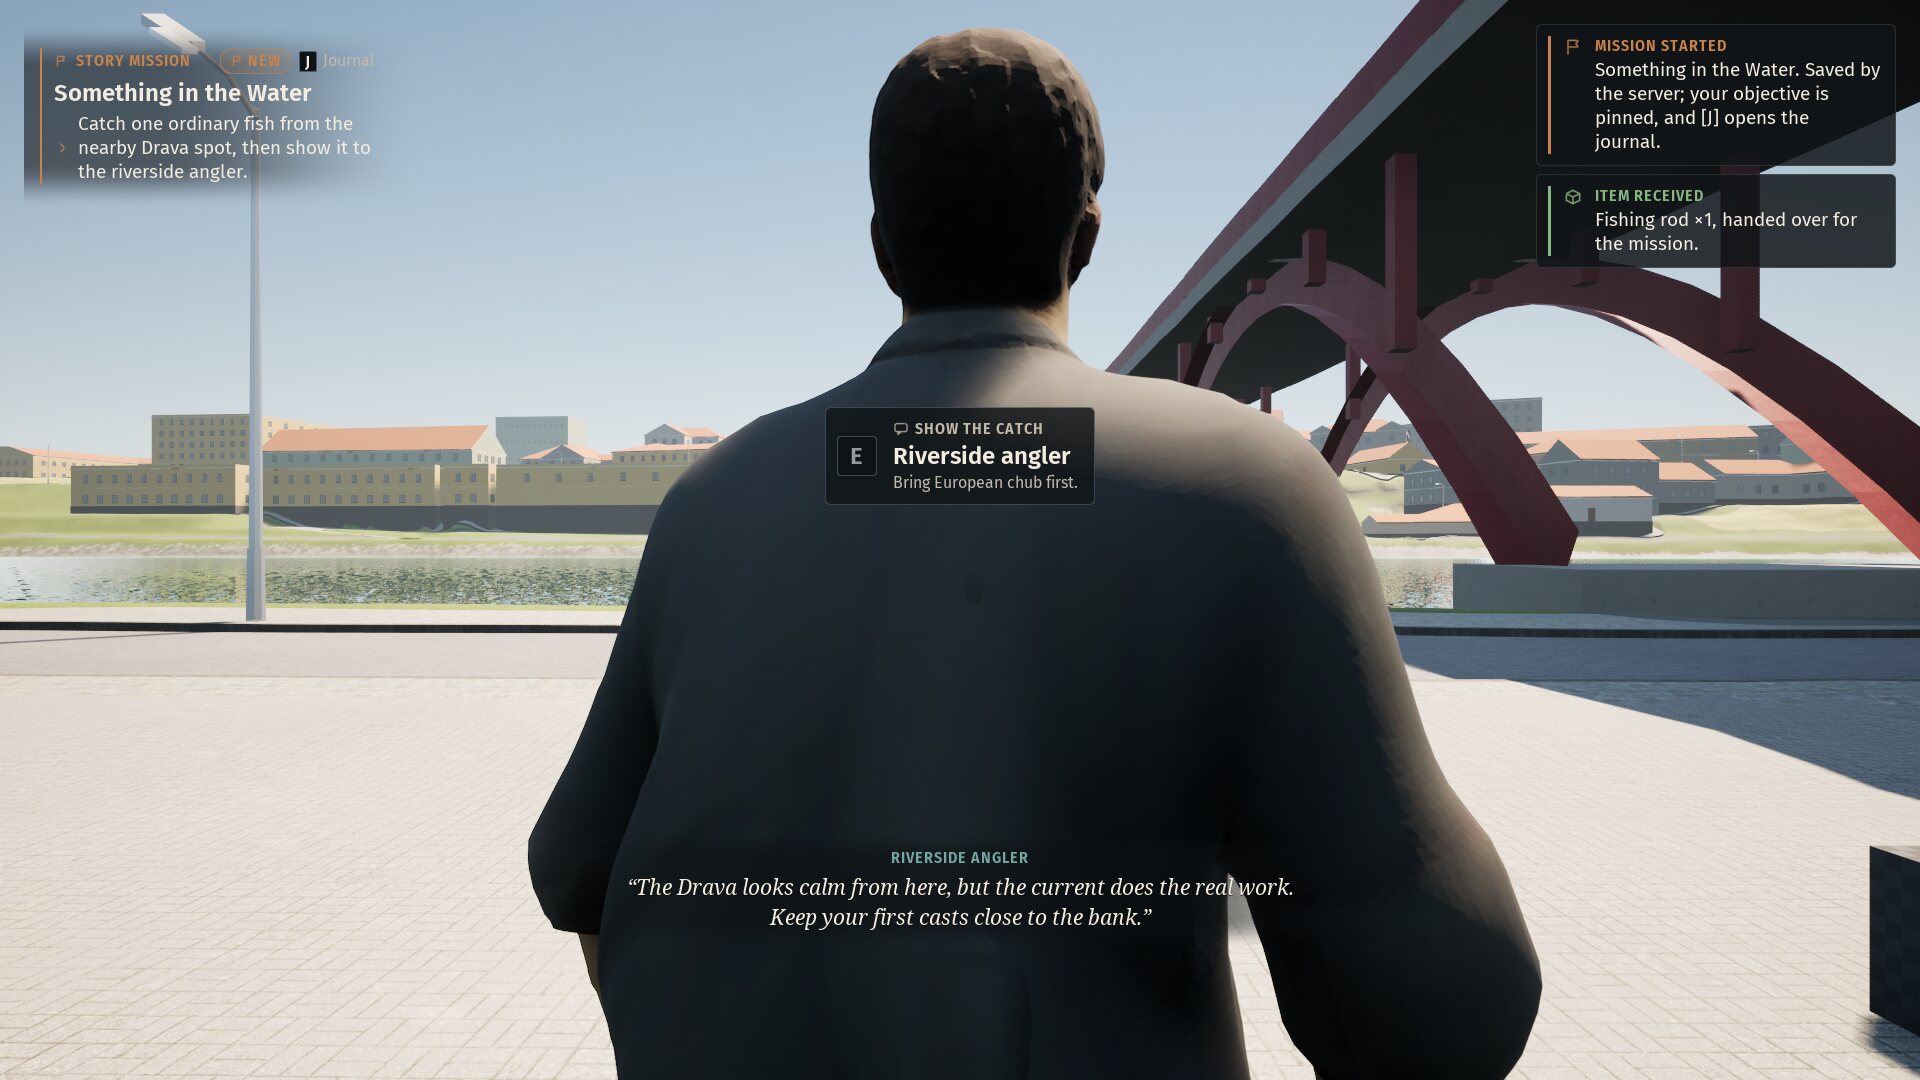 STORY MISSION NEW J Journal
Something in the Water
Catch one ordinary fish from the
nearby Drava spot, then show it to
the riverside angler.
MISSION STARTED
Something in the Water. Saved by
the server; your objective is
pinned, and [J] opens the
journal.
ITEM RECEIVED
Fishing rod ×1, handed over for
the mission.
SHOW THE CATCH
E Riverside angler
Bring European chub first.
RIVERSIDE ANGLER
“The Drava looks calm from here, but the current does the real work.
Keep your first casts close to the bank.”